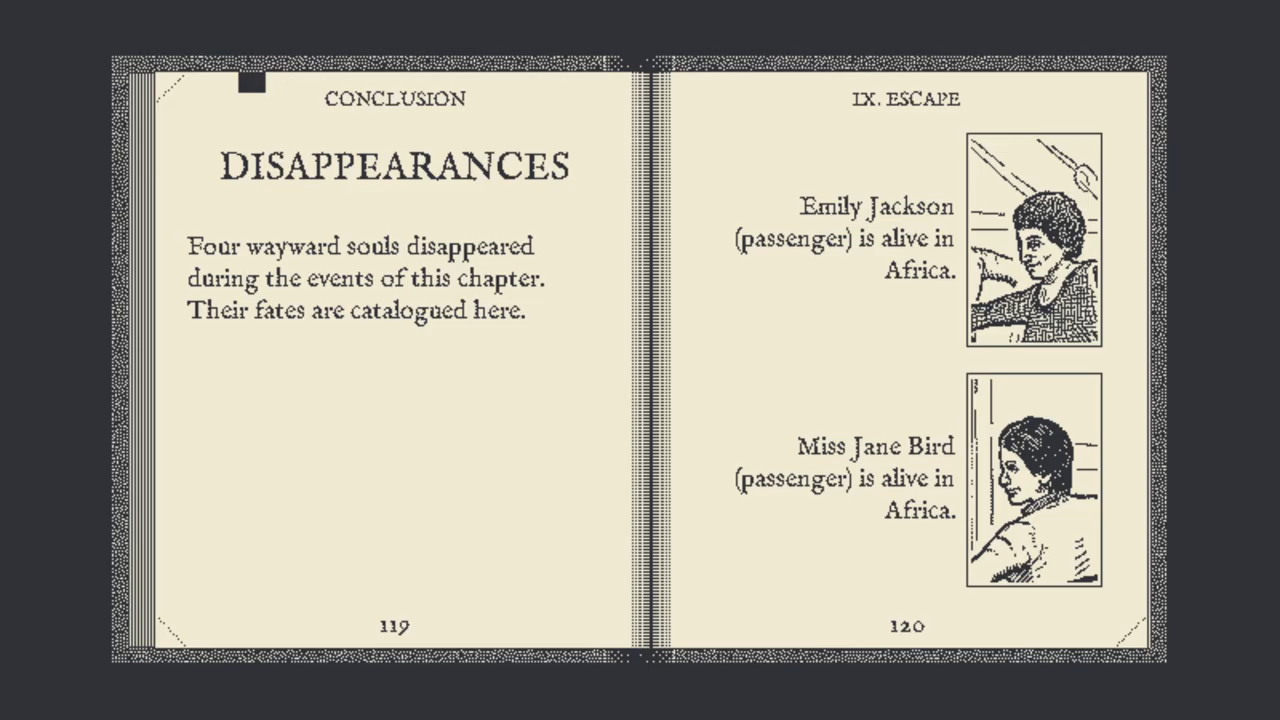 CONCLUSION
DISAPPEARANCES
Four wayward souls disappeared
during the events of this chapter.
Their fates are catalogued here.
119
IX. ESCAPE
Emily Jackson
(passenger) is alive in
Africa.
Miss Jane Bird
(passenger) is alive in
Africa.
120